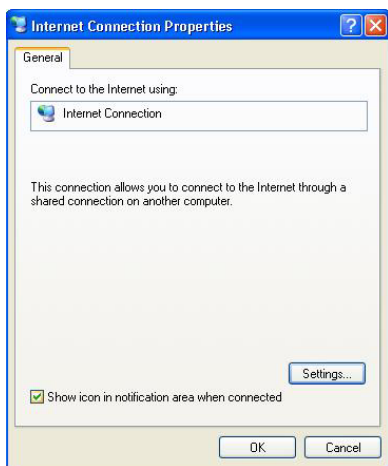 Internet Connection Properties
General
Connect to the Internet using:
Internet Connection
This connection allows you to connect to the Internet through a
shared connection on another computer.
Settings...
Show icon in notification area when connected
OK Cancel